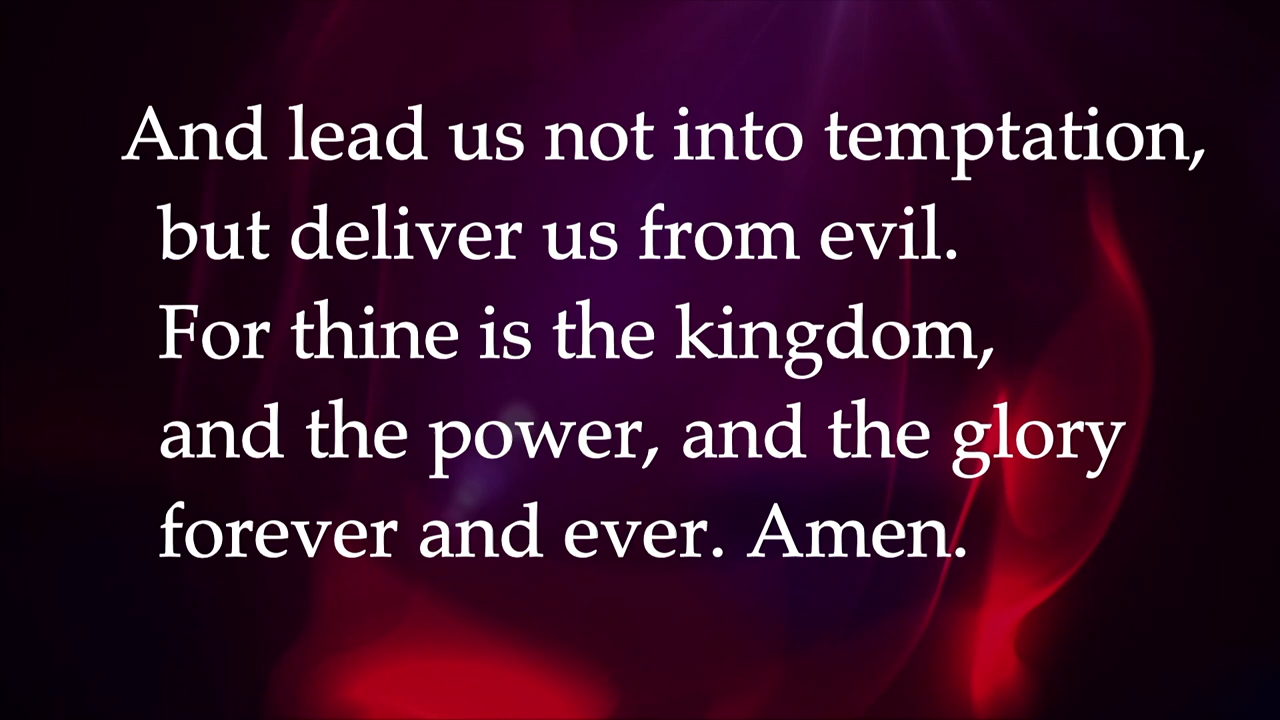 And lead us not into temptation,
but deliver us from evil.
For thine is the kingdom,
and the power, and the glory
forever and ever. Amen.